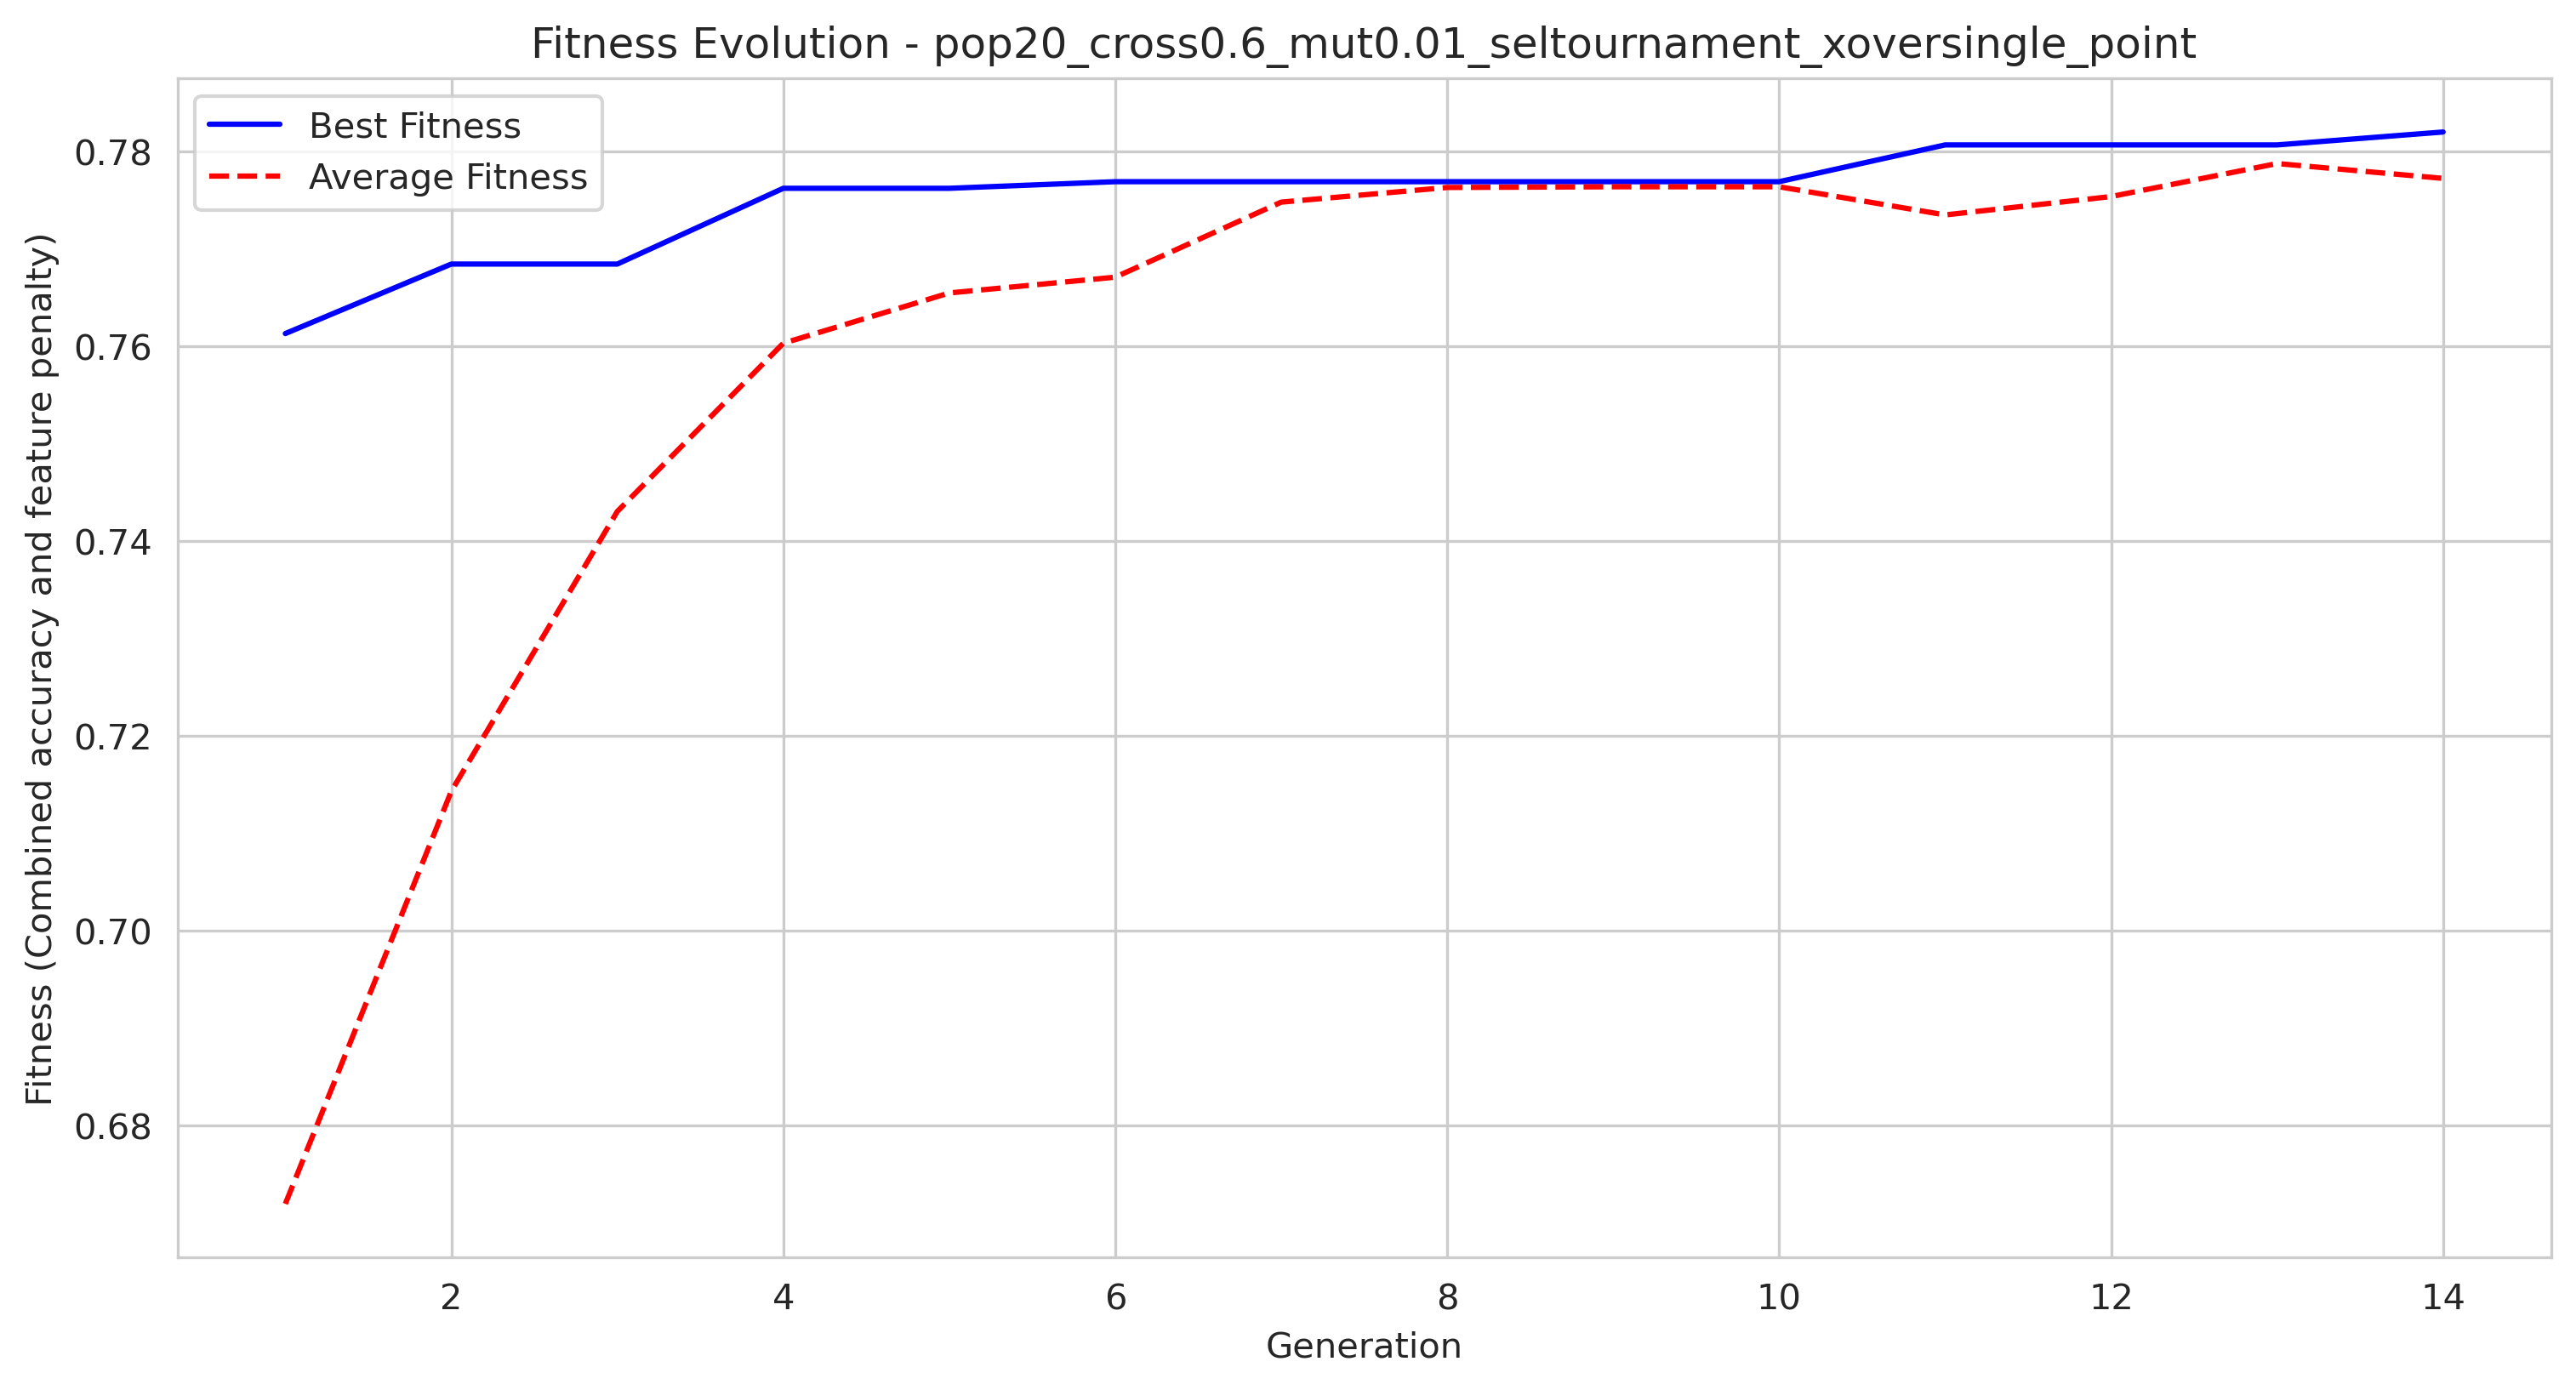 Fitness Evolution - pop20_cross0.6_mut0.01_seltournament_xoversingle_point
Best Fitness
Average Fitness
Fitness (Combined accuracy and feature penalty)
0.78
0.76
0.74
0.72
0.70
0.68
2 4 6 8 10 12 14
Generation